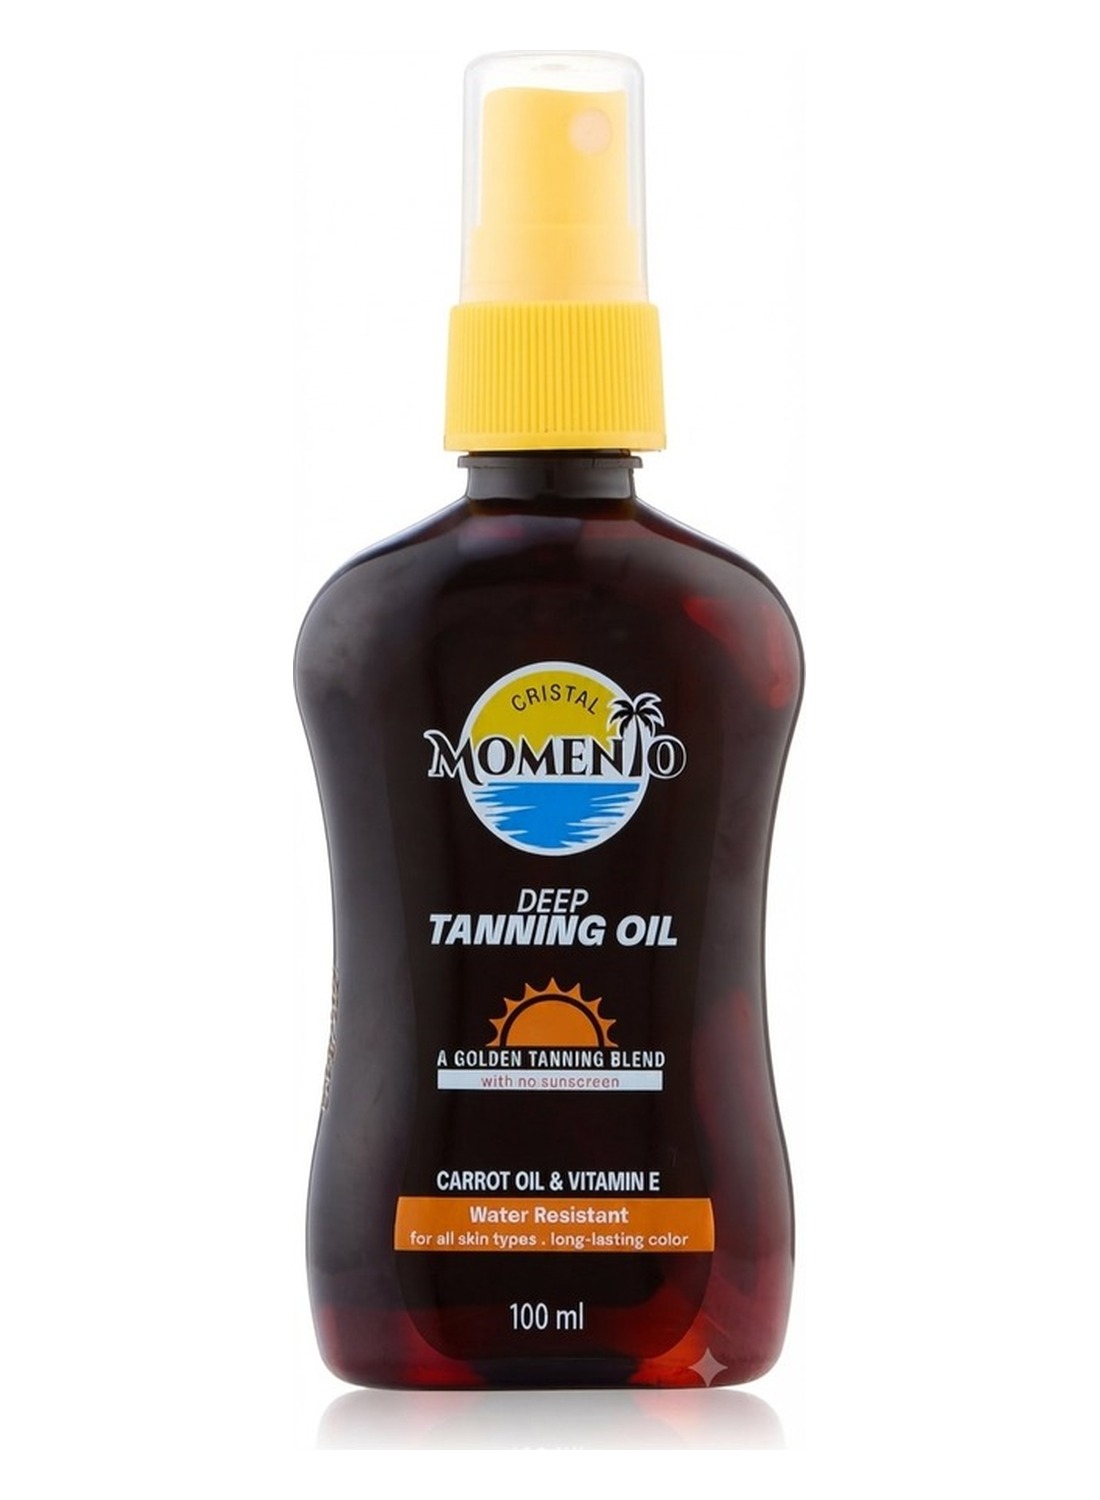 CRISTAL
MOMENTO
DEEP
TANNING OIL
A GOLDEN TANNING BLEND
with no sunscreen
CARROT OIL & VITAMIN E
Water Resistant
for all skin types . long-lasting color
100 ml